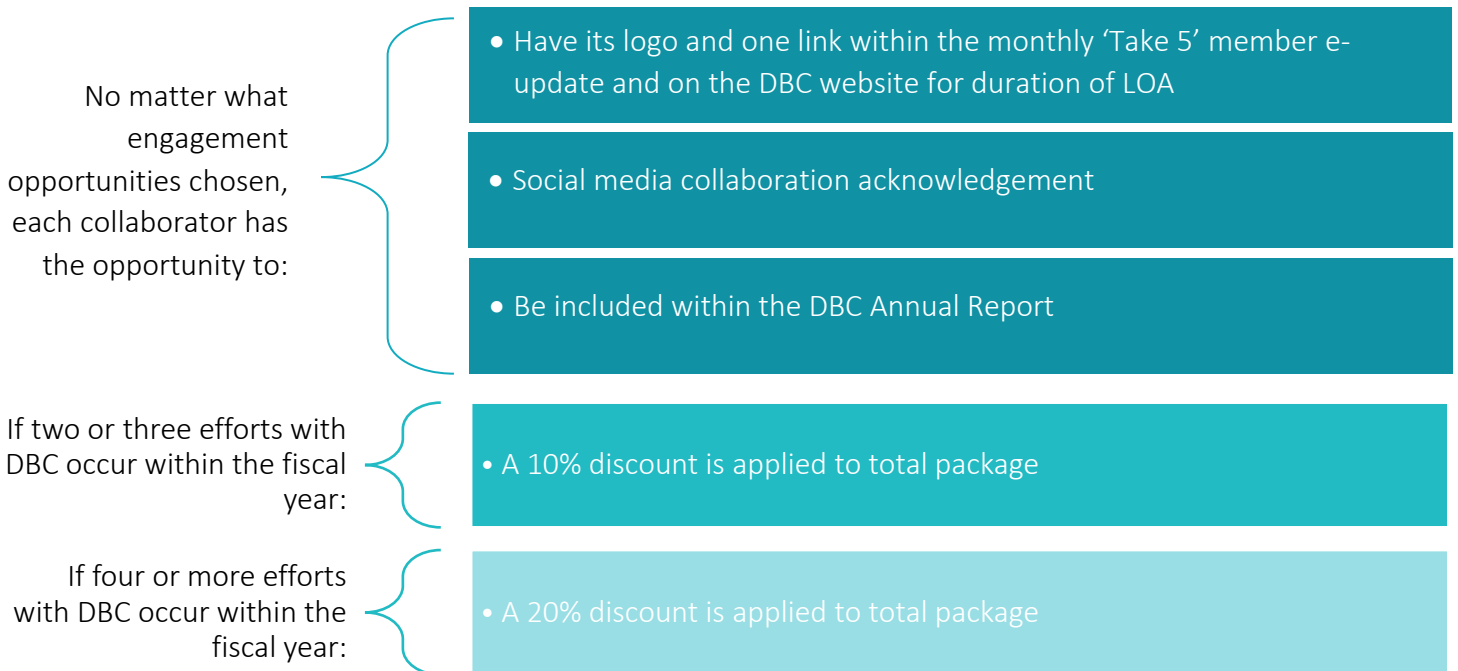 No matter what
engagement
opportunities chosen,
each collaborator has
the opportunity to:
• Have its logo and one link within the monthly ‘Take 5’ member e-
update and on the DBC website for duration of LOA
• Social media collaboration acknowledgement
• Be included within the DBC Annual Report
If two or three efforts with
DBC occur within the fiscal
year:
• A 10% discount is applied to total package
If four or more efforts
with DBC occur within the
fiscal year:
• A 20% discount is applied to total package